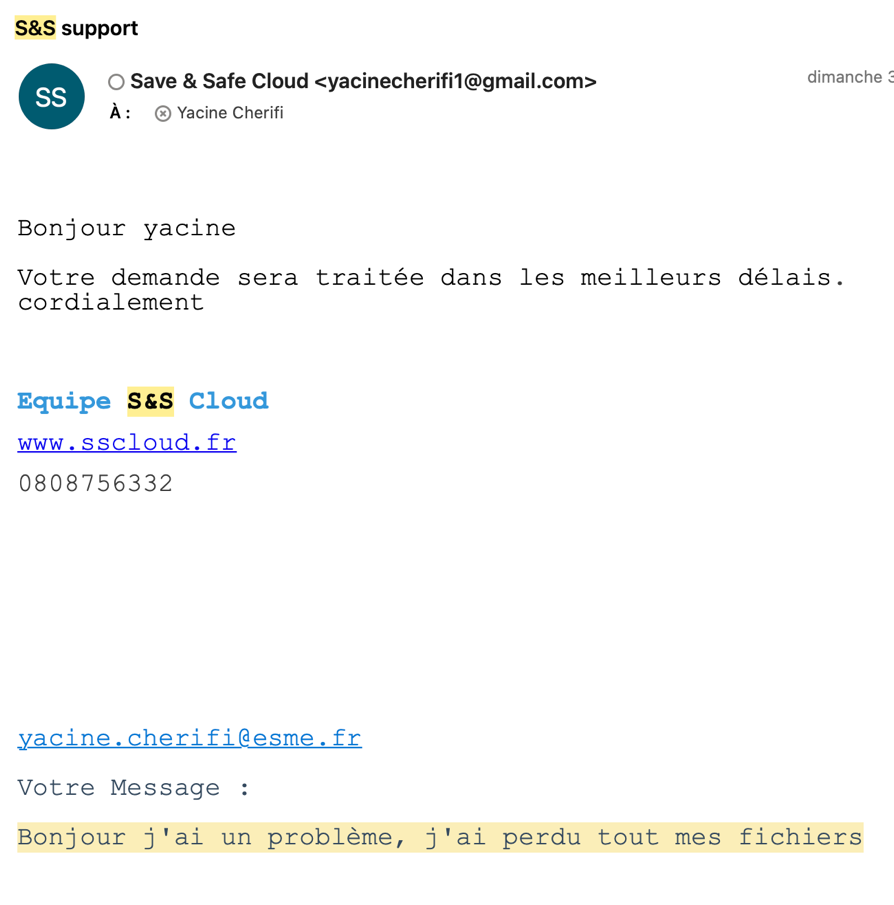 S&S support
SS
Save & Safe Cloud <yacinecherifi1@gmail.com>
dimanche 3
À : Yacine Cherifi
Bonjour yacine
Votre demande sera traitée dans les meilleurs délais.
cordialement
Equipe S&S Cloud
www.sscloud.fr
0808756332
yacine.cherifi@esme.fr
Votre Message :
Bonjour j'ai un problème, j'ai perdu tout mes fichiers